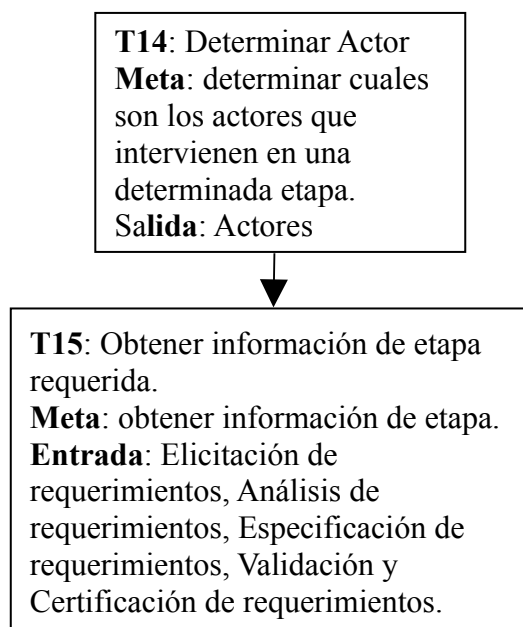 T14: Determinar Actor
Meta: determinar cuales
son los actores que
intervienen en una
determinada etapa.
Salida: Actores
T15: Obtener información de etapa
requerida.
Meta: obtener información de etapa.
Entrada: Elicitación de
requerimientos, Análisis de
requerimientos, Especificación de
requerimientos, Validación y
Certificación de requerimientos.